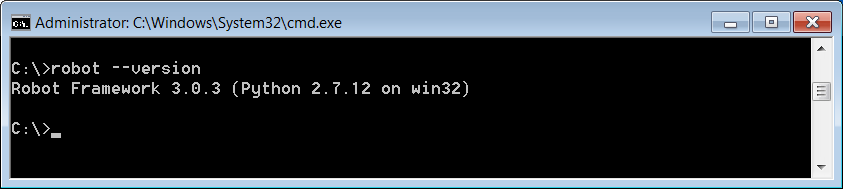 Administrator: C:\Windows\System32\cmd.exe
C:\>robot --version
Robot Framework 3.0.3 (Python 2.7.12 on win32)
C:\>_